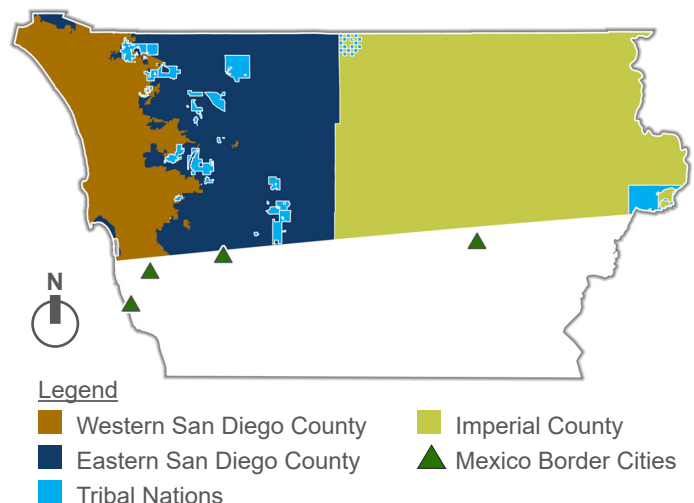 N
Legend
Western San Diego County
Imperial County
Eastern San Diego County
Mexico Border Cities
Tribal Nations